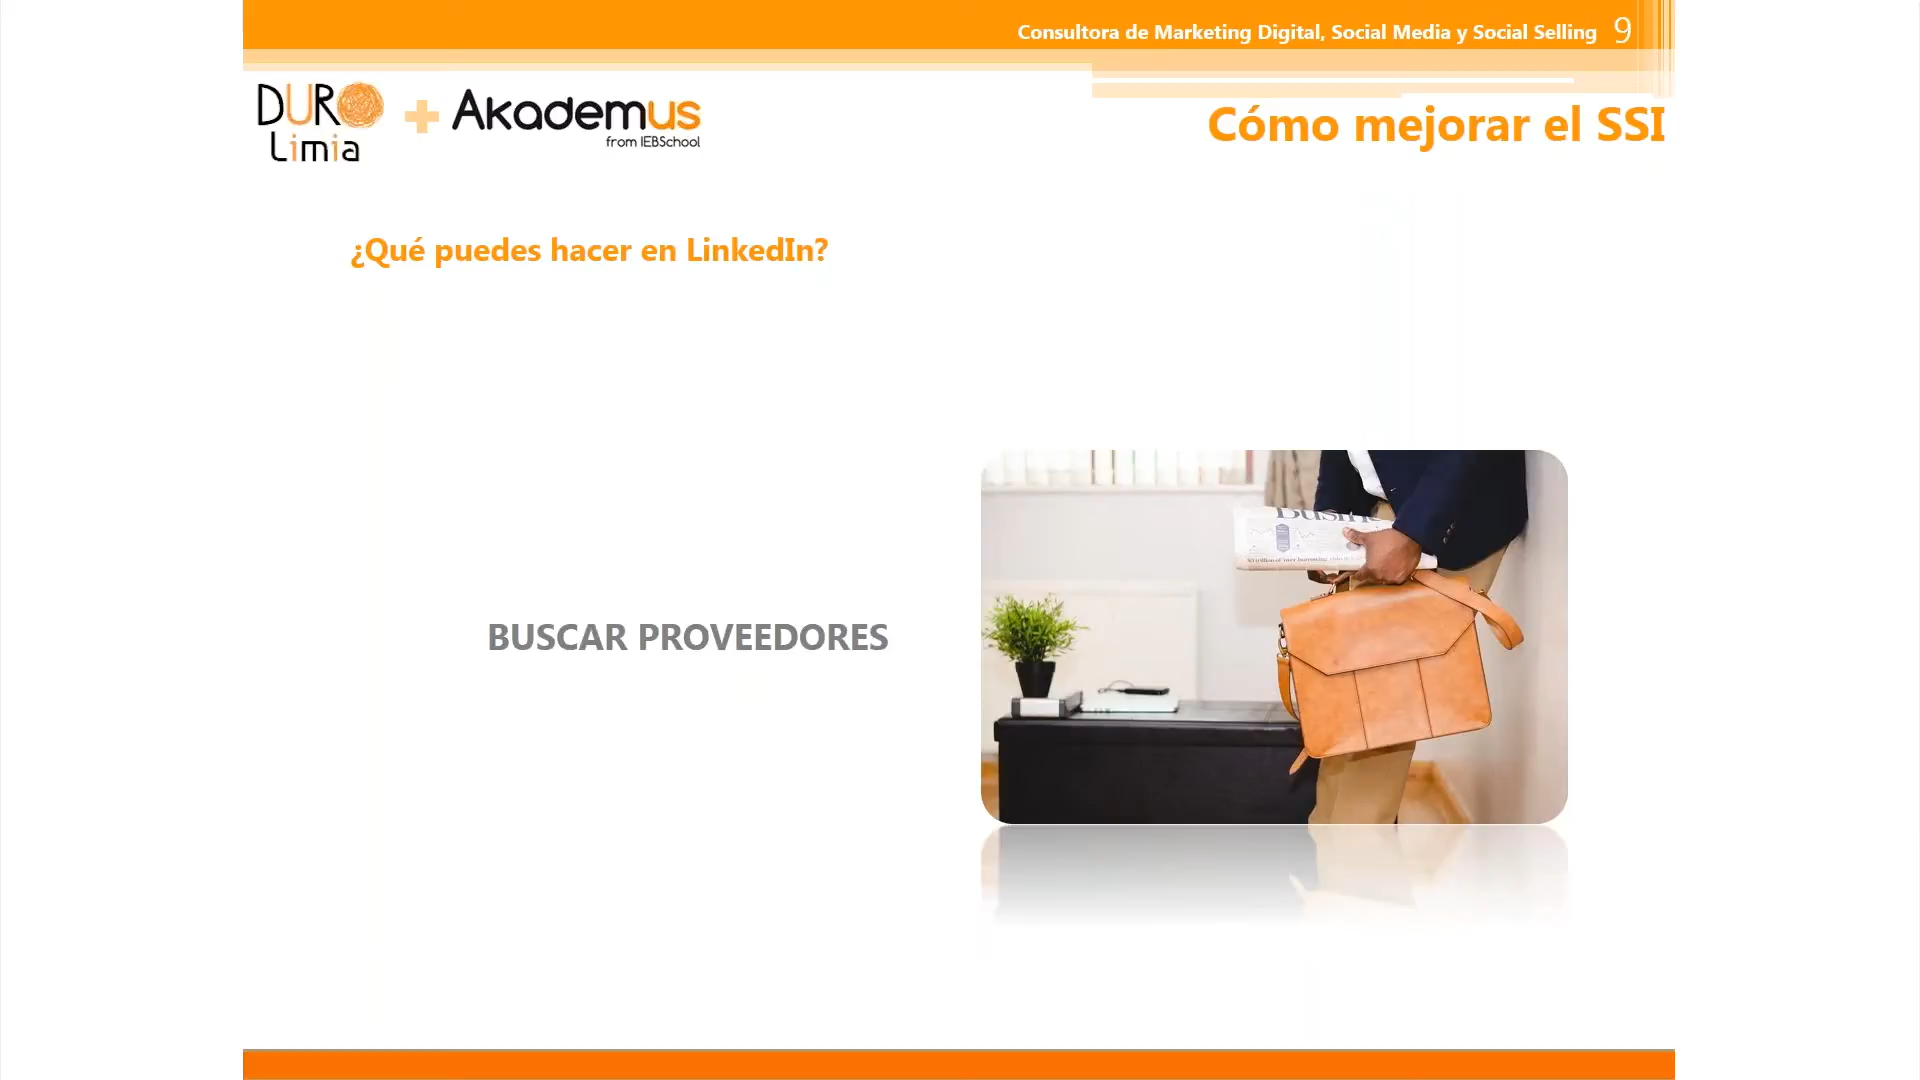 Consultora de Marketing Digital, Social Media y Social Selling 9
DURO
Limia
Akademus
from IEBSchool
Cómo mejorar el SSI
¿Qué puedes hacer en LinkedIn?
BUSCAR PROVEEDORES